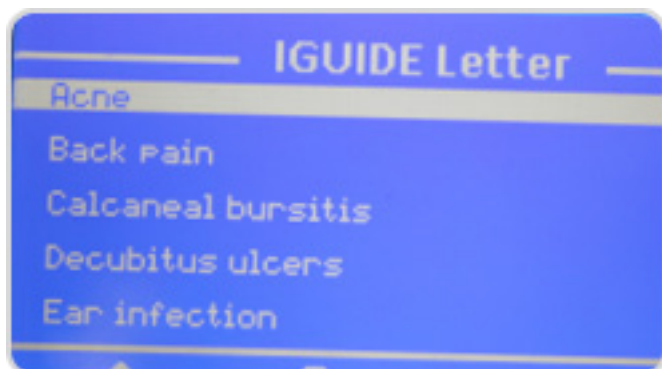 IGUIDE Letter
Acne
Back pain
Calcaneal bursitis
Decubitus ulcers
Ear infection